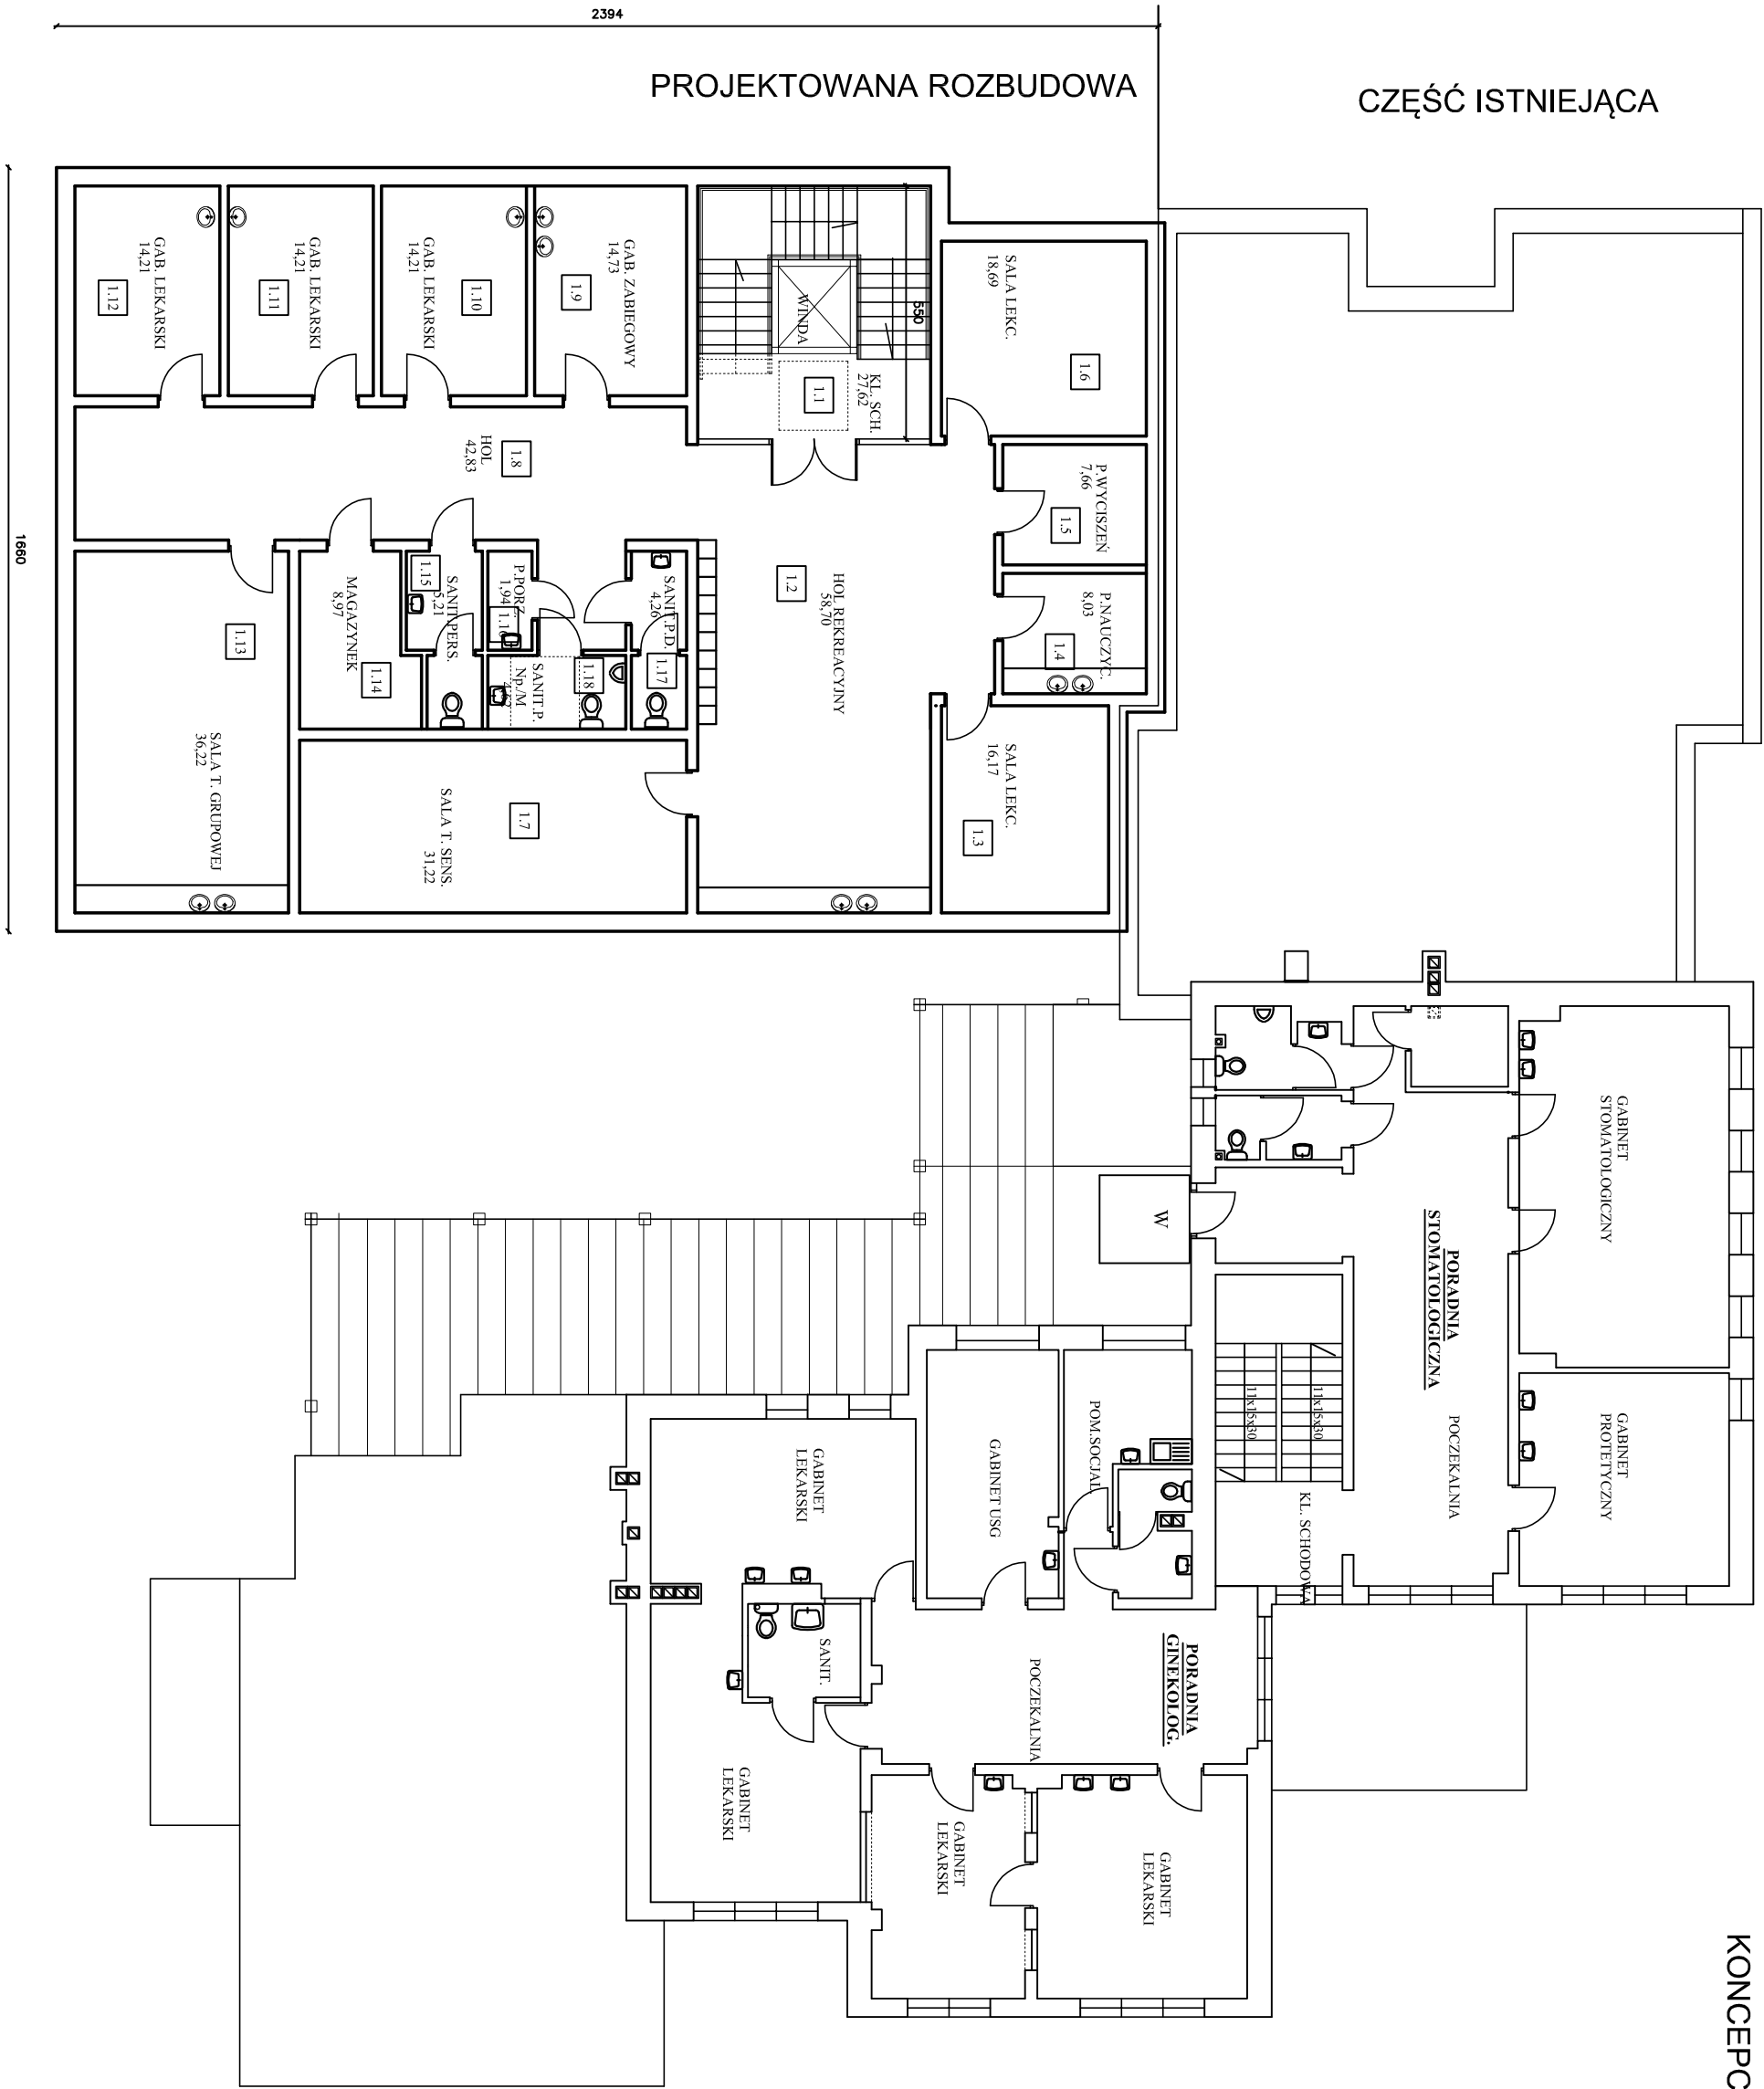 2394
PROJEKTOWANA ROZBUDOWA
CZĘŚĆ ISTNIEJĄCA
1660
GAB. LEKARSKI
14,21
1.12
GAB. LEKARSKI
14,21
1.11
GAB. LEKARSKI
14,21
1.10
GAB. ZABIEGOWY
14,73
1.9
WINDA
550
KL. SCH.
27,62
1.1
SALA LEKC.
18,69
1.6
P.WYCISZEŃ
7,66
1.5
P.NAUCZYC.
8,03
1.4
SALA LEKC.
16,17
1.3
HOL REKREACYJNY
58,70
1.2
HOL
42,83
1.8
SALA T. GRUPOWEJ
36,22
1.13
MAGAZYNEK
8,97
1.14
SANIT.PERS.
5,21
1.15
P.PORZ.
1,94
SANIT.P.D.
4,26
1.17
SANIT.P.
Np./M
1.18
SALA T. SENS.
31,22
1.7
GABINET
STOMATOLOGICZNY
PORADNIA
STOMATOLOGICZNA
W
POCZEKALNIA
GABINET
PROTETYCZNY
11x15x30
11x15x30
KL. SCHODOWA
POM.SOCJAL
GABINET USG
GABINET
LEKARSKI
SANIT.
PORADNIA
GINEKOLOG.
POCZEKALNIA
GABINET
LEKARSKI
GABINET
LEKARSKI
GABINET
LEKARSKI
KONCEPC